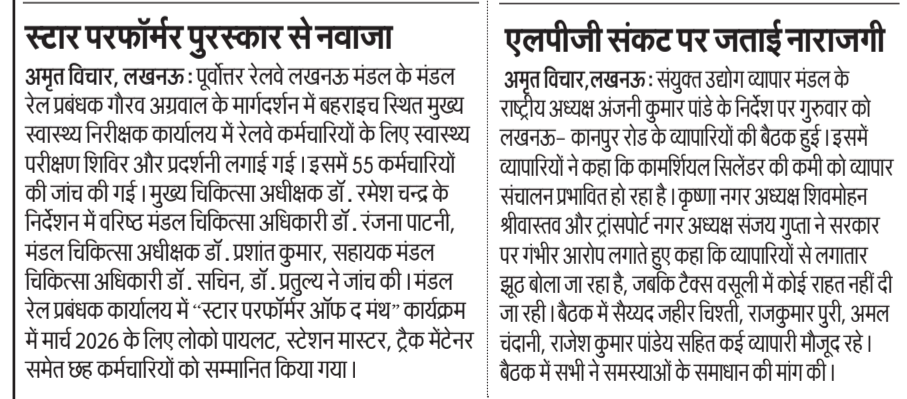 स्टार परफॉर्मर पुरस्कार से नवाजा
अमृत विचार, लखनऊ : पूर्वोत्तर रेलवे लखनऊ मंडल के मंडल
रेल प्रबंधक गौरव अग्रवाल के मार्गदर्शन में बहराइच स्थित मुख्य
स्वास्थ्य निरीक्षक कार्यालय में रेलवे कर्मचारियों के लिए स्वास्थ्य
परीक्षण शिविर और प्रदर्शनी लगाई गई । इसमें 55 कर्मचारियों
की जांच की गई । मुख्य चिकित्सा अधीक्षक डॉ . रमेश चन्द्र के
निर्देशन में वरिष्ठ मंडल चिकित्सा अधिकारी डॉ . रंजना पाटनी,
मंडल चिकित्सा अधीक्षक डॉ . प्रशांत कुमार, सहायक मंडल
चिकित्सा अधिकारी डॉ . सचिन, डॉ . प्रतुल्य ने जांच की । मंडल
रेल प्रबंधक कार्यालय में “स्टार परफॉर्मर ऑफ द मंथ” कार्यक्रम
में मार्च 2026 के लिए लोको पायलट, स्टेशन मास्टर, ट्रैक मेंटेनर
समेत छह कर्मचारियों को सम्मानित किया गया ।
एलपीजी संकट पर जताई नाराजगी
अमृत विचार,लखनऊ : संयुक्त उद्योग व्यापार मंडल के
राष्ट्रीय अध्यक्ष अंजनी कुमार पांडे के निर्देश पर गुरुवार को
लखनऊ– कानपुर रोड के व्यापारियों की बैठक हुई । इसमें
व्यापारियों ने कहा कि कामर्शियल सिलेंडर की कमी को व्यापार
संचालन प्रभावित हो रहा है । कृष्णा नगर अध्यक्ष शिवमोहन
श्रीवास्तव और ट्रांसपोर्ट नगर अध्यक्ष संजय गुप्ता ने सरकार
पर गंभीर आरोप लगाते हुए कहा कि व्यापारियों से लगातार
झूठ बोला जा रहा है, जबकि टैक्स वसूली में कोई राहत नहीं दी
जा रही । बैठक में सैय्यद जहीर चिश्ती, राजकुमार पुरी, अमल
चंदानी, राजेश कुमार पांडेय सहित कई व्यापारी मौजूद रहे ।
बैठक में सभी ने समस्याओं के समाधान की मांग की ।